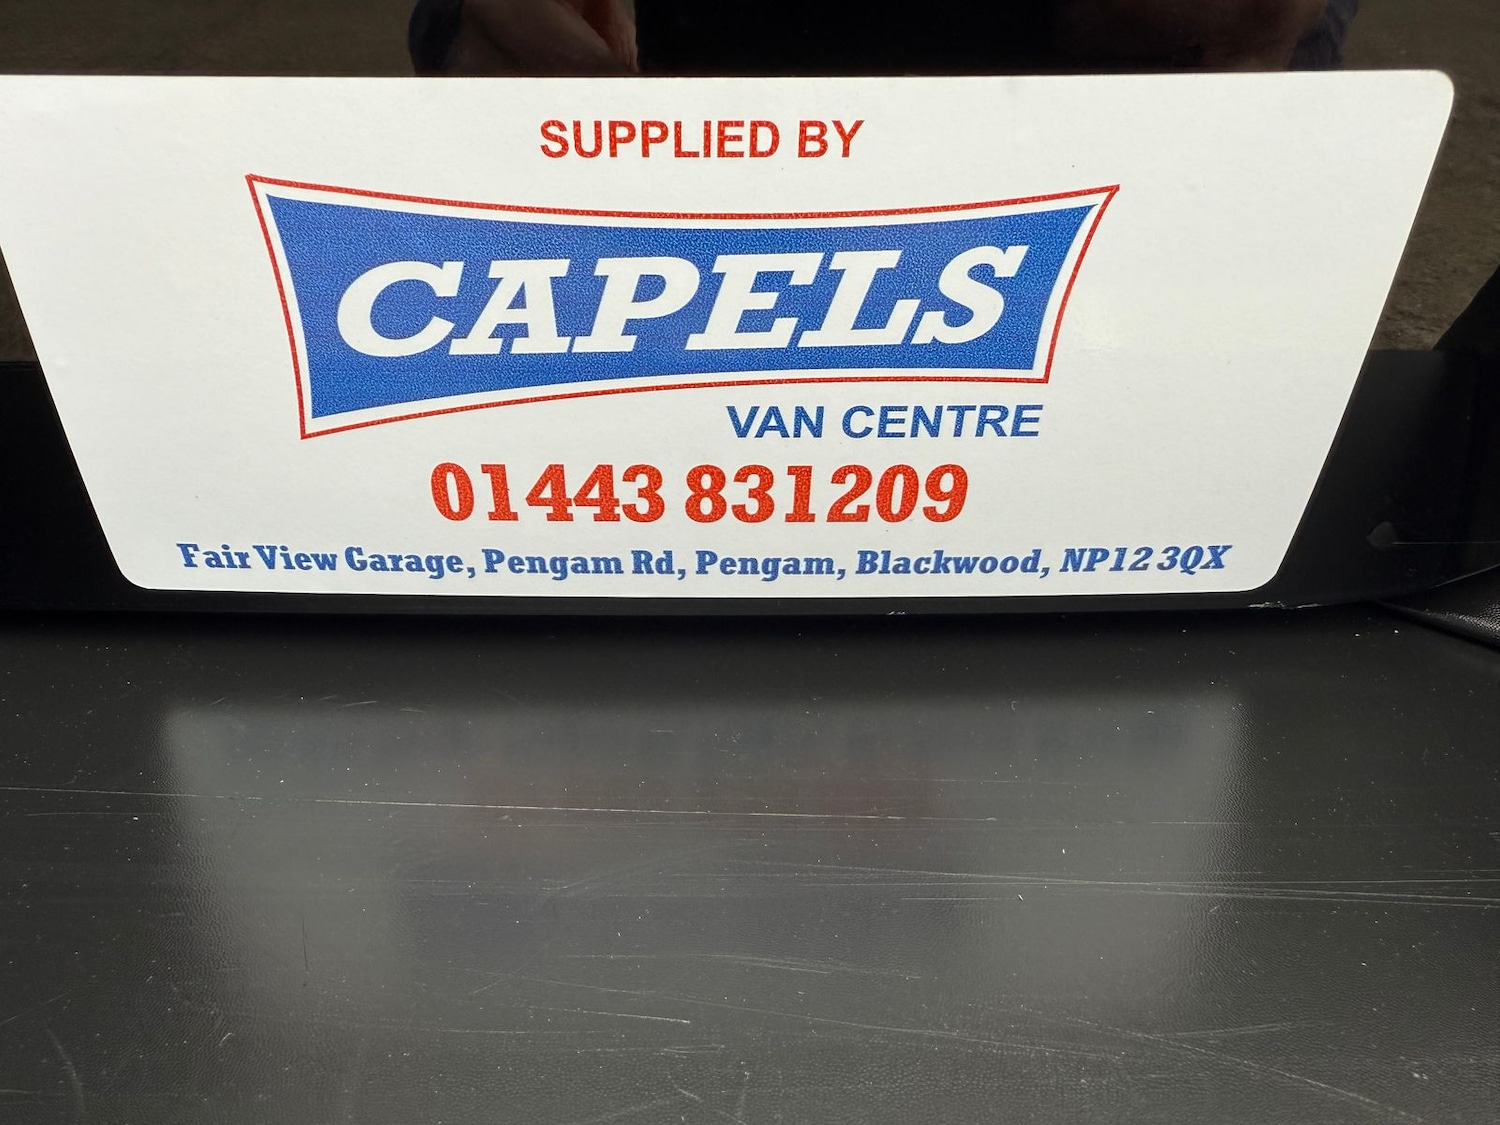 SUPPLIED BY
CAPELS
VAN CENTRE
01443 831209
Fair View Garage, Pengam Rd, Pengam, Blackwood, NP12 3QX